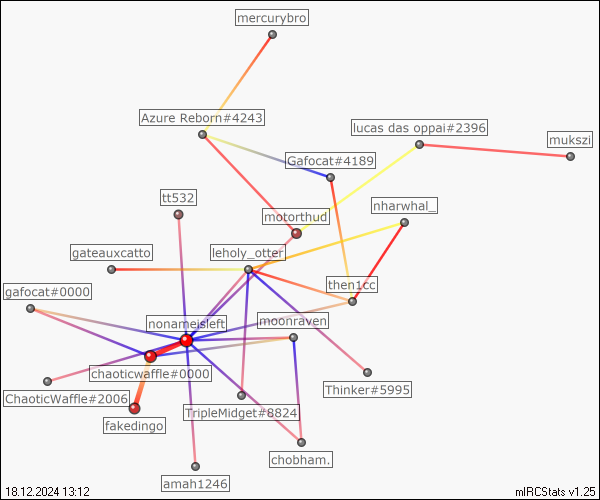 mercurybro
Azure Reborn#4243
lucas das oppai#2396
mukszi
Gafocat#4189
tt532
nharwhal_
motorthud
gateauxcatto
leholy_otter
then1cc
gafocat#0000
nonameisleft
moonraven
chaoticwaffle#0000
Thinker#5995
ChaoticWaffle#2006
TripleMidget#8824
fakedingo
chobham.
amah1246
18.12.2024 13:12
mIRCStats v1.25